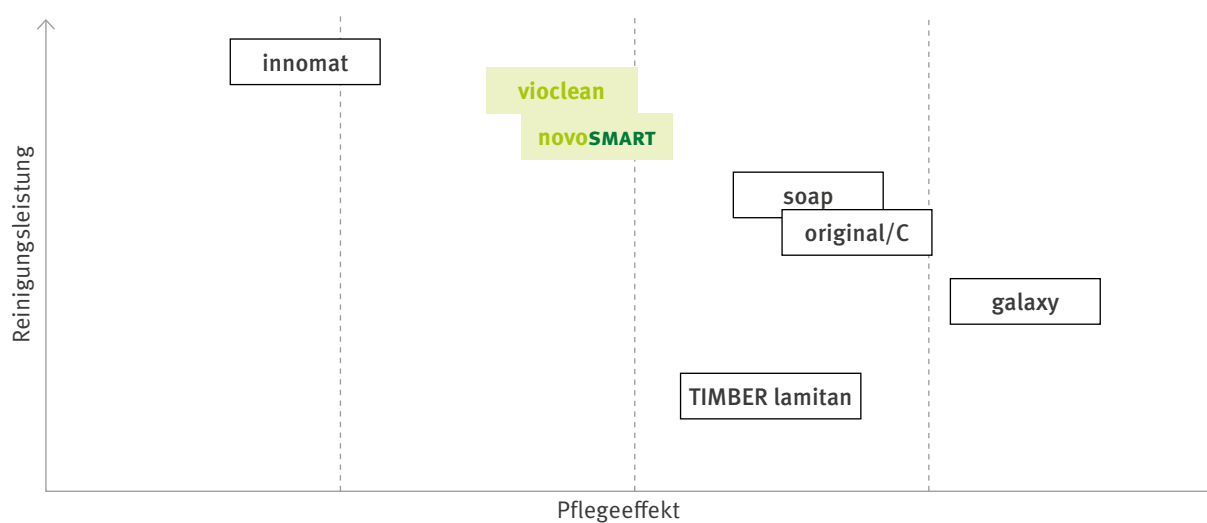 innomat
vioclean
novoSMART
soap
original/C
galaxy
TIMBER lamitan
Reinigungsleistung
Pflegeeffekt